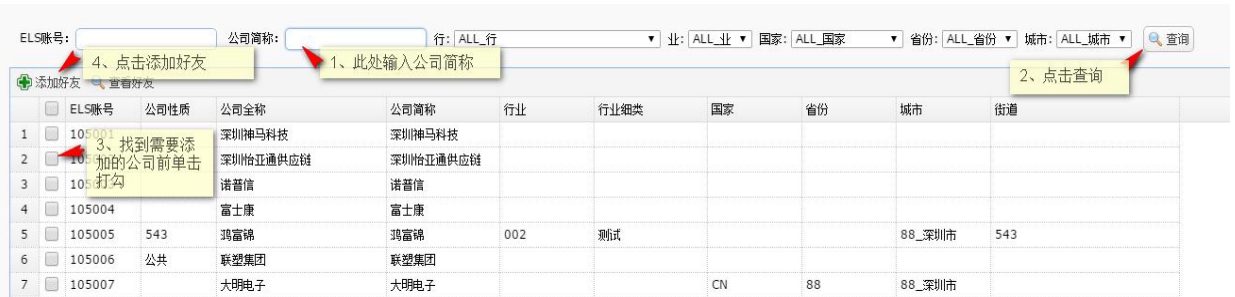 ELS账号: 公司简称: 行: ALL_行 业: ALL_业 国家: ALL_国家 省份: ALL_省份 城市: ALL_城市 查询
4、点击添加好友
1、此处输入公司简称
2、点击查询
添加好友 查看好友
ELS账号 公司性质 公司全称 公司简称 行业 行业细类 国家 省份 城市 街道
1 105001 深圳神马科技 深圳神马科技
3、找到需要添
加的公司前单击
打勾
2 深圳怡亚通供应链 深圳怡亚通供应链
3 诺普信 诺普信
4 105004 富士康 富士康
5 105005 543 鸿富锦 鸿富锦 002 测试 88_深圳市 543
6 105006 公共 联塑集团 联塑集团
7 105007 大明电子 大明电子 CN 88 88_深圳市